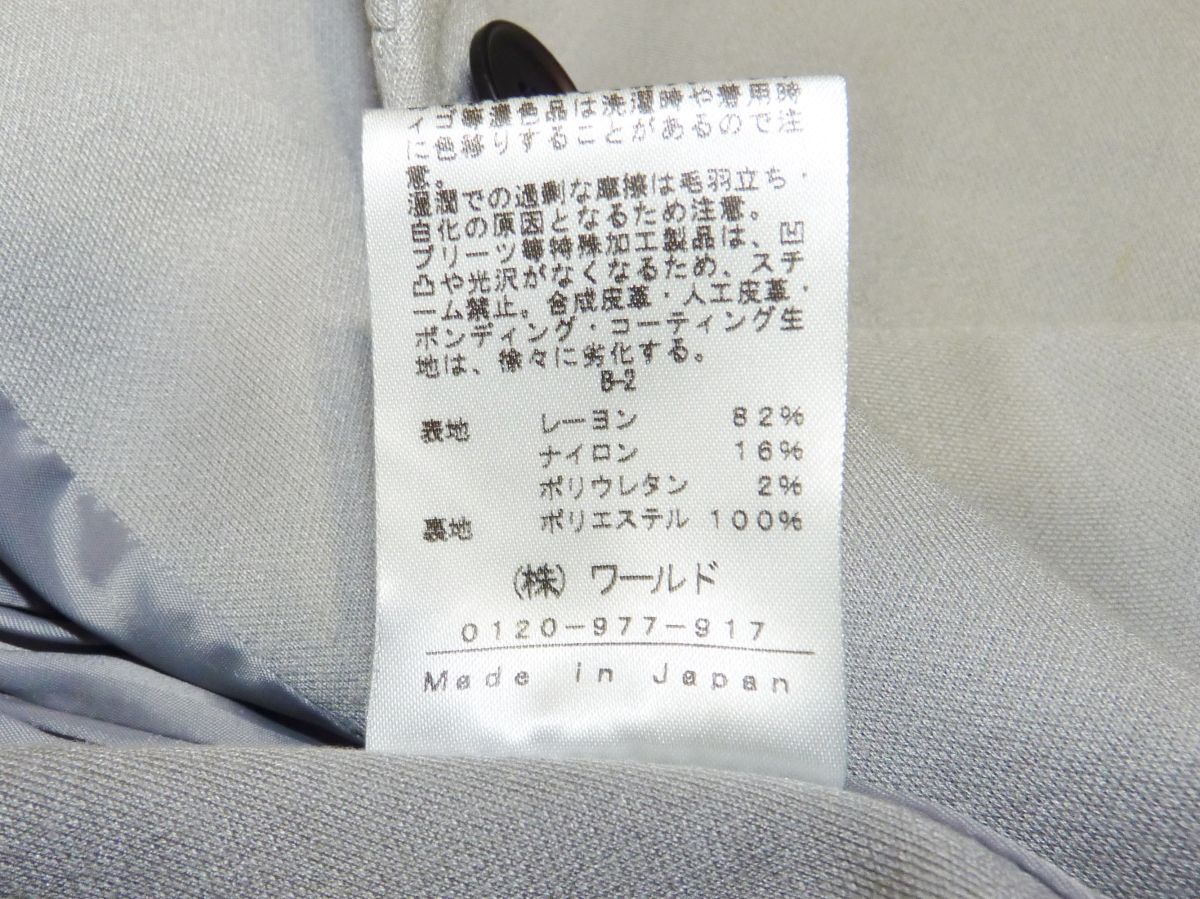 ィゴ等濃色品は洗濯時や着用時
に色移りすることがあるので注
意。
湿潤での過剰な摩擦は毛羽立ち・
白化の原因となるため注意。
プリーツ等特殊加工製品は、凹
凸や光沢がなくなるため、スチ
ーム禁止。合成皮革・人工皮革・
ボンディング・コーティング生
地は、徐々に劣化する。
B-2
表地 レーヨン 82%
ナイロン 16%
ポリウレタン 2%
裏地 ポリエステル 100%
(株) ワールド
0120-977-917
Made in Japan